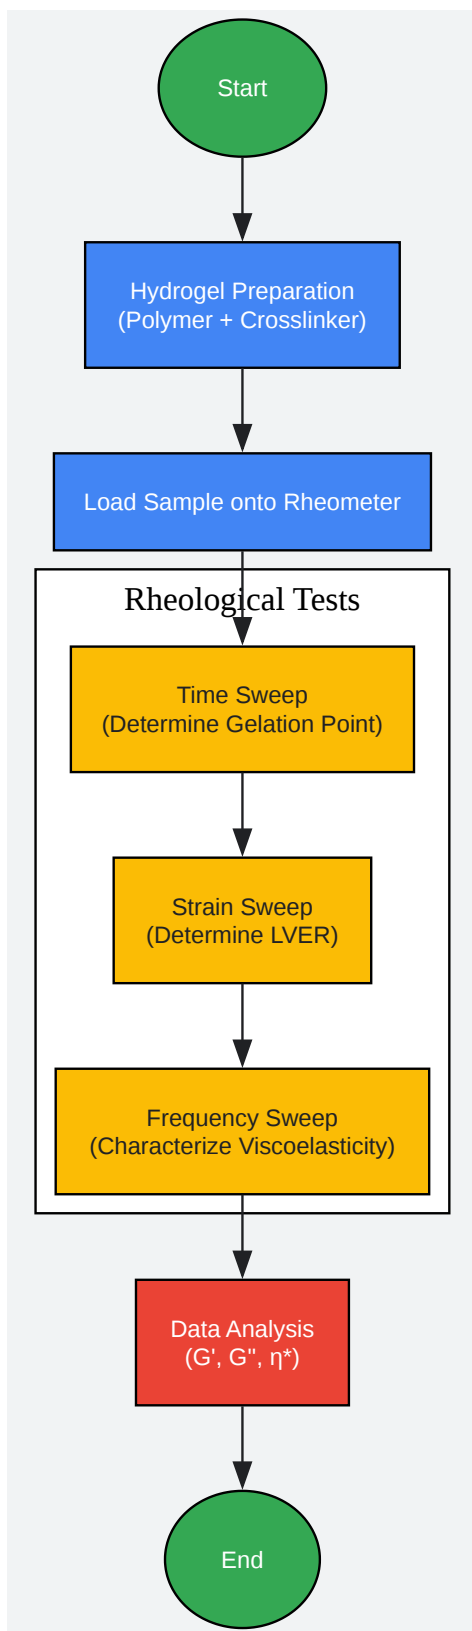 Start
Hydrogel Preparation
(Polymer + Crosslinker)
Load Sample onto Rheometer
Rheological Tests
Time Sweep
(Determine Gelation Point)
Strain Sweep
(Determine LVER)
Frequency Sweep
(Characterize Viscoelasticity)
Data Analysis
(G', G'', η*)
End